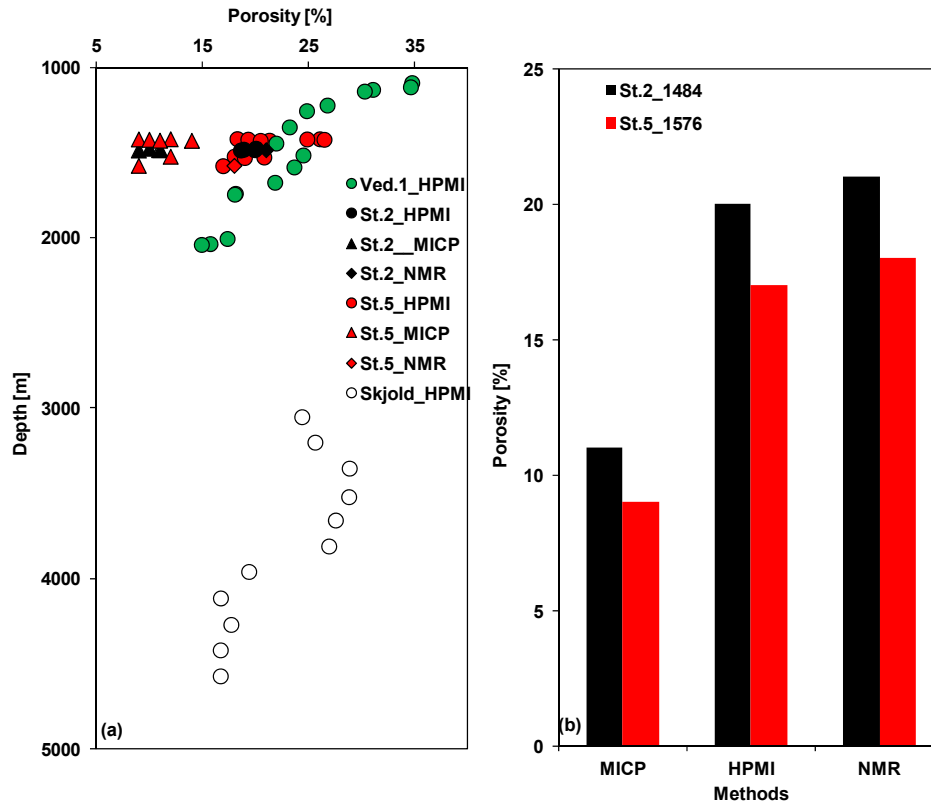 Porosity [%]
5 15 25 35
1000
2000
3000
4000
5000
Depth [m]
Ved.1_HPMI
St.2_HPMI
St.2__MICP
St.2_NMR
St.5_HPMI
St.5_MICP
St.5_NMR
Skjold_HPMI
(a)
25
20
15
10
5
0
Porosity [%]
St.2_1484
St.5_1576
(b)
MICP HPMI NMR
Methods